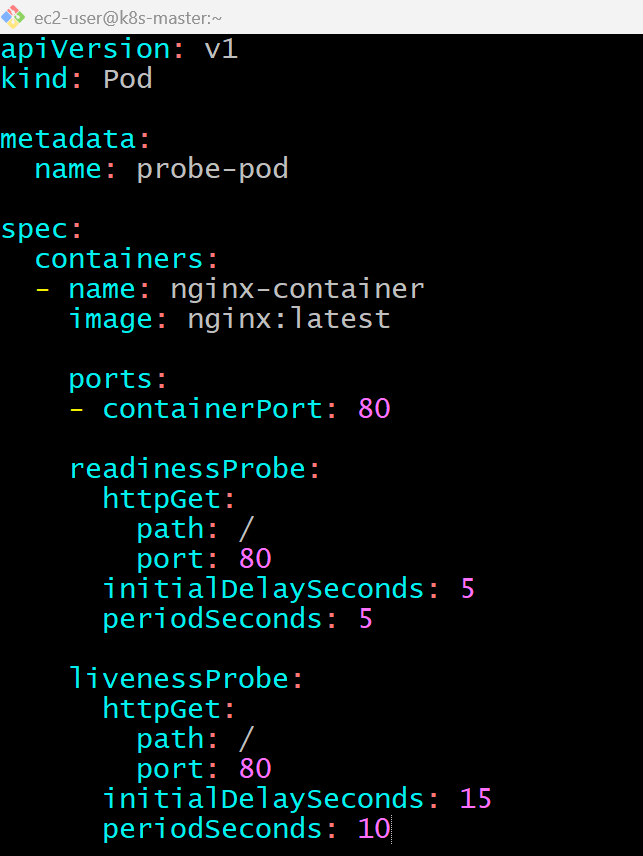 ec2-user@k8s-master:~
apiVersion: v1
kind: Pod
metadata:
  name: probe-pod
spec:
  containers:
  - name: nginx-container
    image: nginx:latest
    ports:
    - containerPort: 80
    readinessProbe:
      httpGet:
        path: /
        port: 80
      initialDelaySeconds: 5
      periodSeconds: 5
    livenessProbe:
      httpGet:
        path: /
        port: 80
      initialDelaySeconds: 15
      periodSeconds: 10